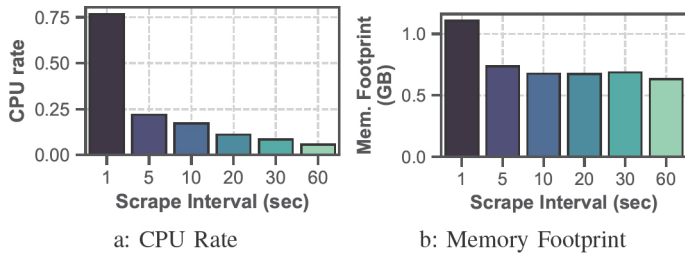 CPU rate
0.75
0.50
0.25
0.00
1 5 10 20 30 60
Scrape Interval (sec)
a: CPU Rate
Mem. Footprint
(GB)
1.0
0.5
0.0
1 5 10 20 30 60
Scrape Interval (sec)
b: Memory Footprint